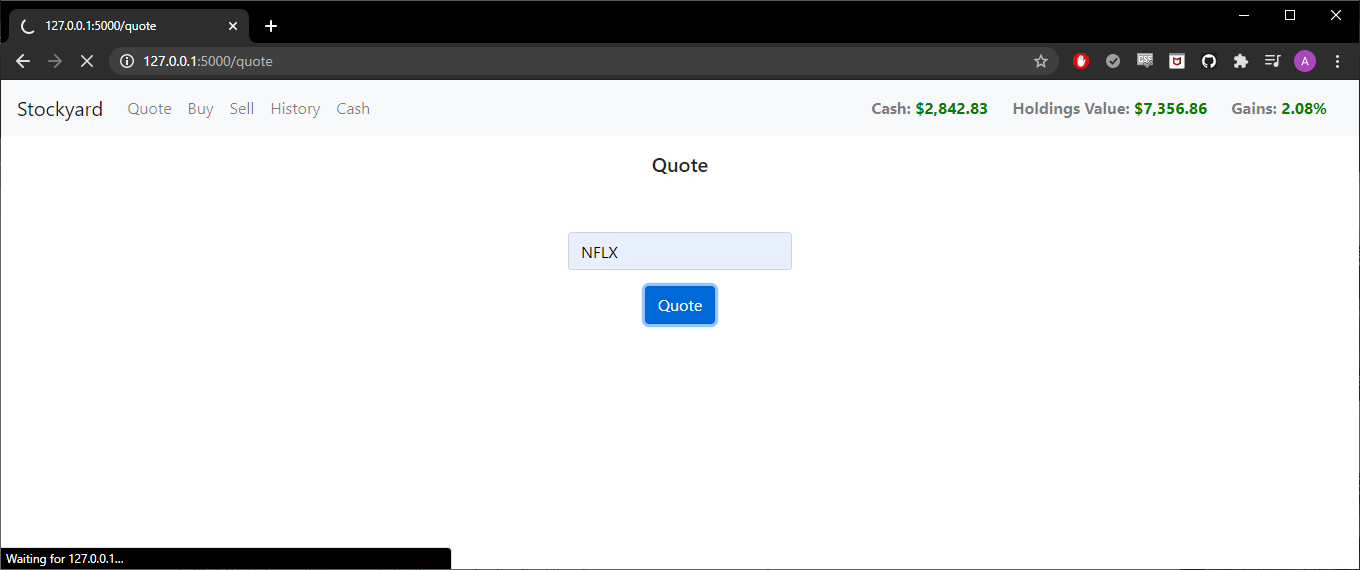 127.0.0.1:5000/quote
127.0.0.1:5000/quote
A
Stockyard Quote Buy Sell History Cash Cash: $2,842.83 Holdings Value: $7,356.86 Gains: 2.08%
Quote
NFLX
Quote
Waiting for 127.0.0.1...